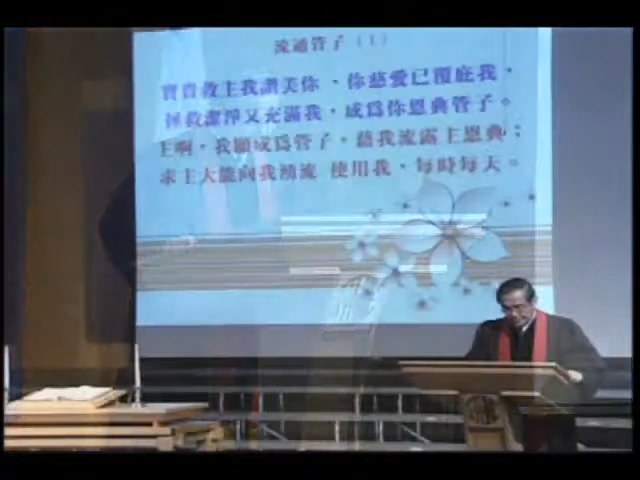 流通管子（1）
寶貴救主我讚美你，你慈愛已覆庇我，
拯救潔淨又充滿我，成為你恩典管子。
主啊，我願成為管子，藉我流露主恩典；
求主大能向我湧流 使用我，每時每天。